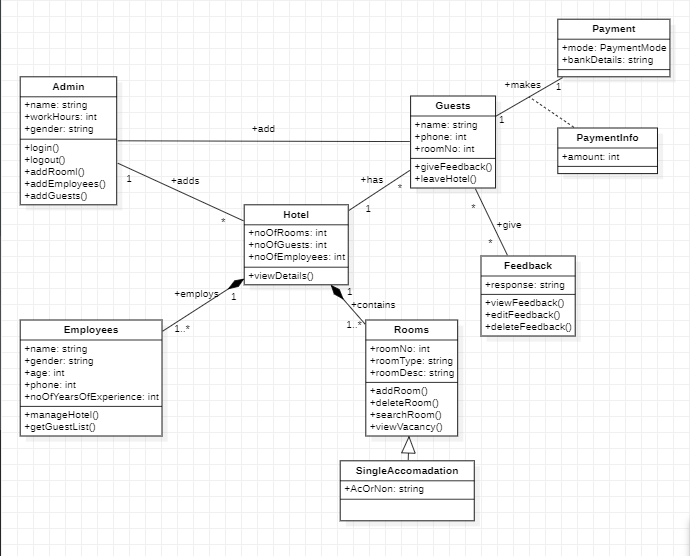 Payment
+mode: PaymentMode
+bankDetails: string
+makes
1
1
Admin
+name: string
+workHours: int
+gender: string
+login()
+logout()
+addRoomI()
+addEmployees()
+addGuests()
+add
Guests
+name: string
+phone: int
+roomNo: int
+giveFeedback()
+leaveHotel()
PaymentInfo
+amount: int
1
+adds
*
+has
*
1
Hotel
+noOfRooms: int
+noOfGuests: int
+noOfEmployees: int
+viewDetails()
*
+give
*
Feedback
+response: string
+viewFeedback()
+editFeedback()
+deleteFeedback()
+employs
1
1..*
1
+contains
1..*
Employees
+name: string
+gender: string
+age: int
+phone: int
+noOfYearsOfExperience: int
+manageHotel()
+getGuestList()
Rooms
+roomNo: int
+roomType: string
+roomDesc: string
+addRoom()
+deleteRoom()
+searchRoom()
+viewVacancy()
SingleAccomadation
+AcOrNon: string